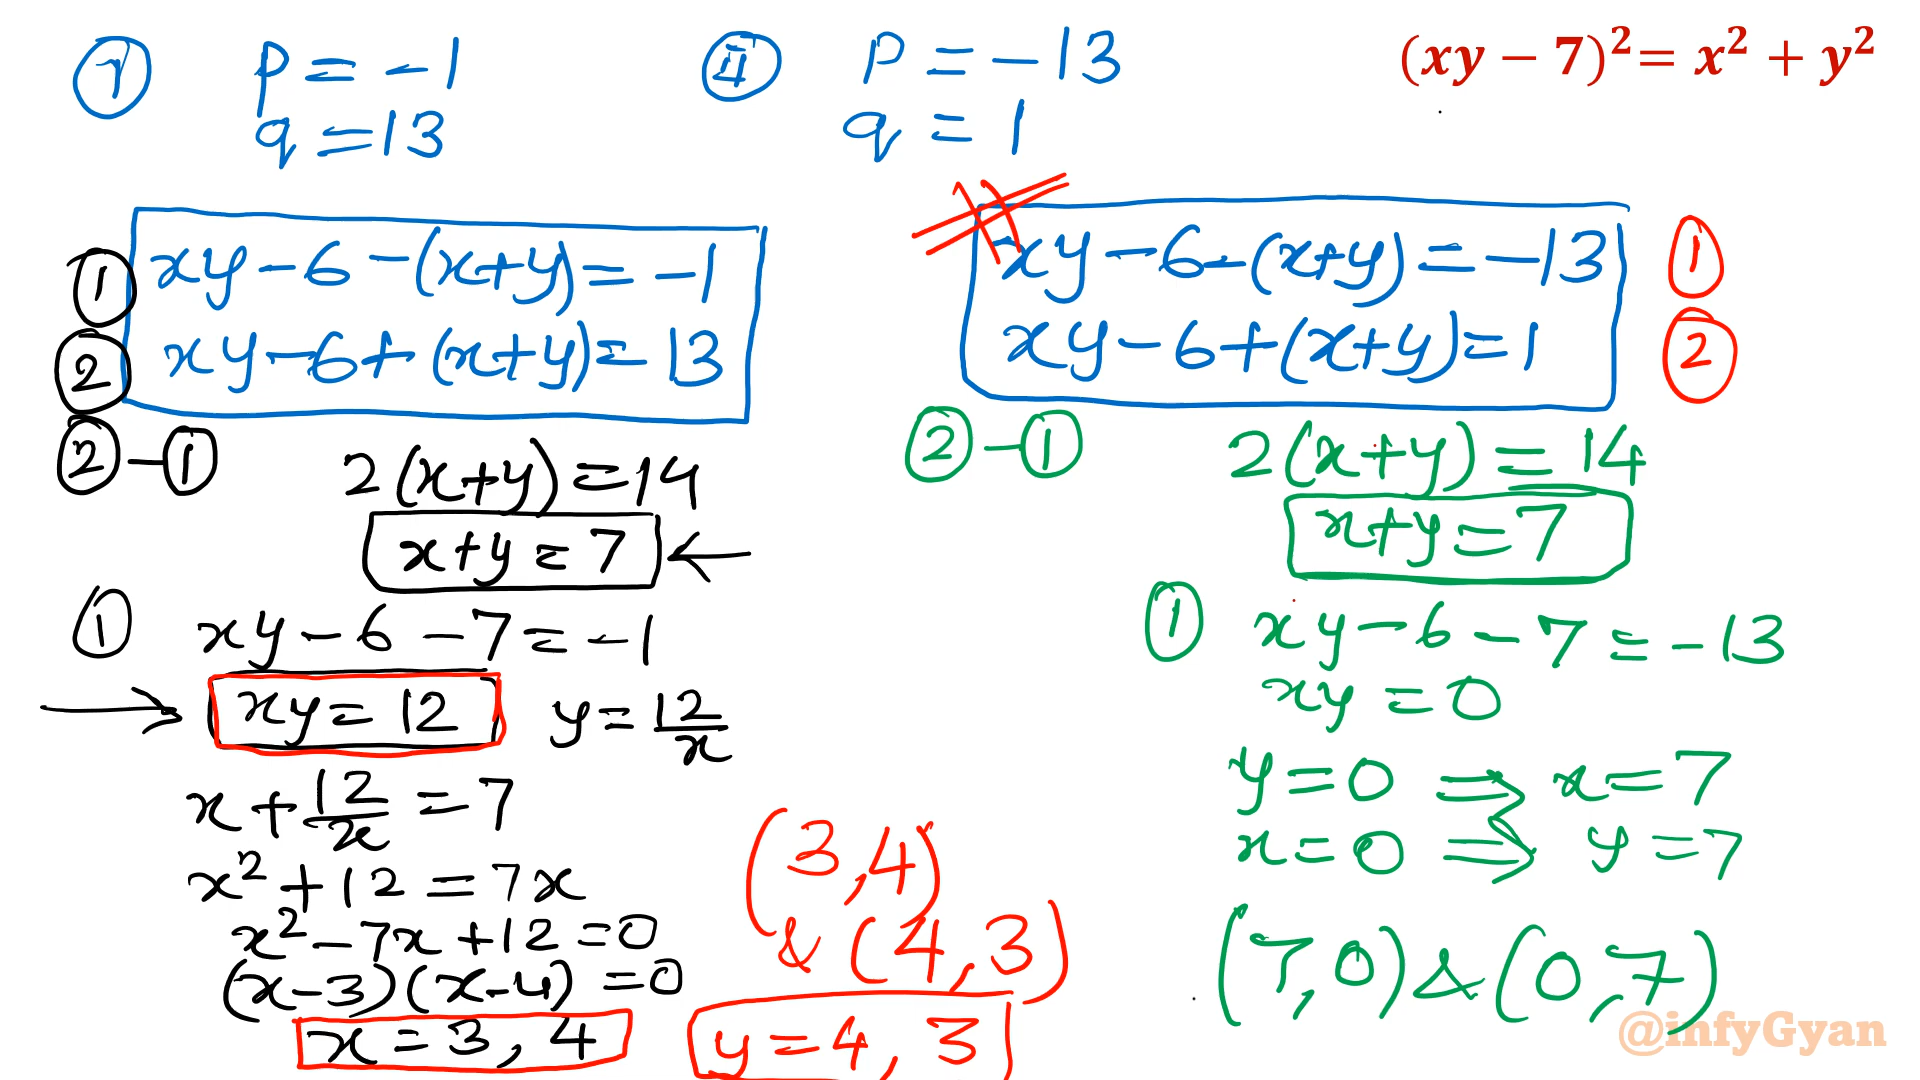 (xy − 7)² = x² + y²
① p = −1
q = 13
① xy − 6 − (x+y) = −1
② xy − 6 + (x+y) = 13
② − ① 2(x+y) = 14
x+y = 7
① xy − 6 − 7 = −1
xy = 12 y = 12/x
x + 12/x = 7
x² + 12 = 7x
x² − 7x + 12 = 0
(x−3)(x−4) = 0
x = 3, 4
y = 4, 3
(3,4)
& (4,3)
Ⅱ p = −13
q = 1
xy − 6 − (x+y) = −13 ①
xy − 6 + (x+y) = 1 ②
② − ① 2(x+y) = 14
x+y = 7
① xy − 6 − 7 = −13
xy = 0
y = 0 ⇒ x = 7
x = 0 ⇒ y = 7
(7,0) & (0,7)
@infyGyan